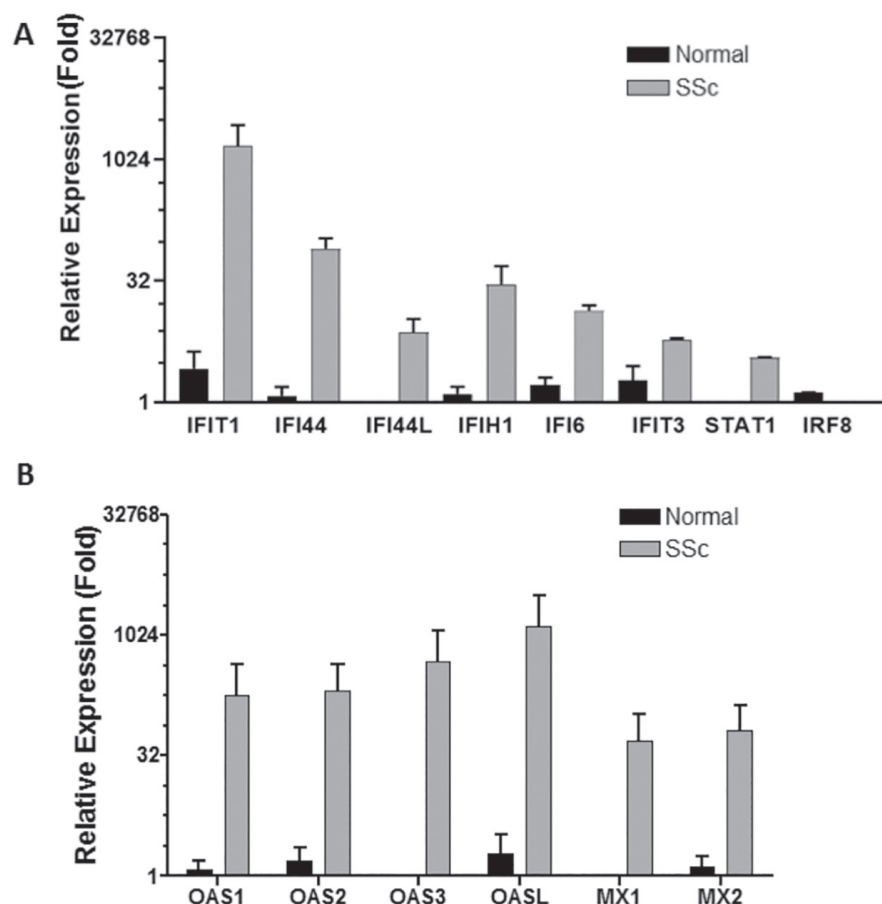 A
Relative Expression (Fold)
32768
1024
32
1
Normal
SSc
IFIT1 IFI44 IFI44L IFIH1 IFI6 IFIT3 STAT1 IRF8
B
Relative Expression (Fold)
32768
1024
32
1
Normal
SSc
OAS1 OAS2 OAS3 OASL MX1 MX2